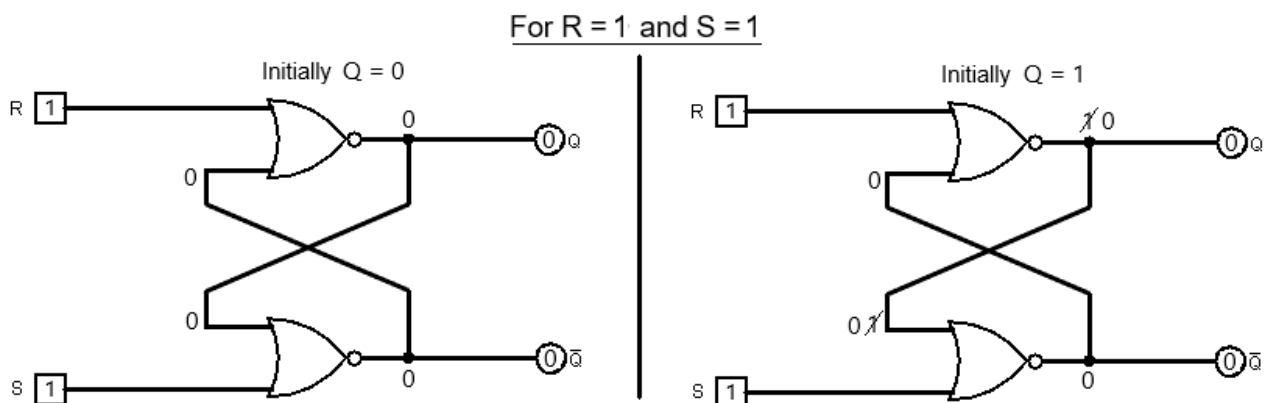 For R = 1 and S = 1
Initially Q = 0
Initially Q = 1
R 1 0 0 Q
R 1 1 0 0 Q
0
0
0
0 1
S 1 0 0 Q̅
S 1 0 0 Q̅